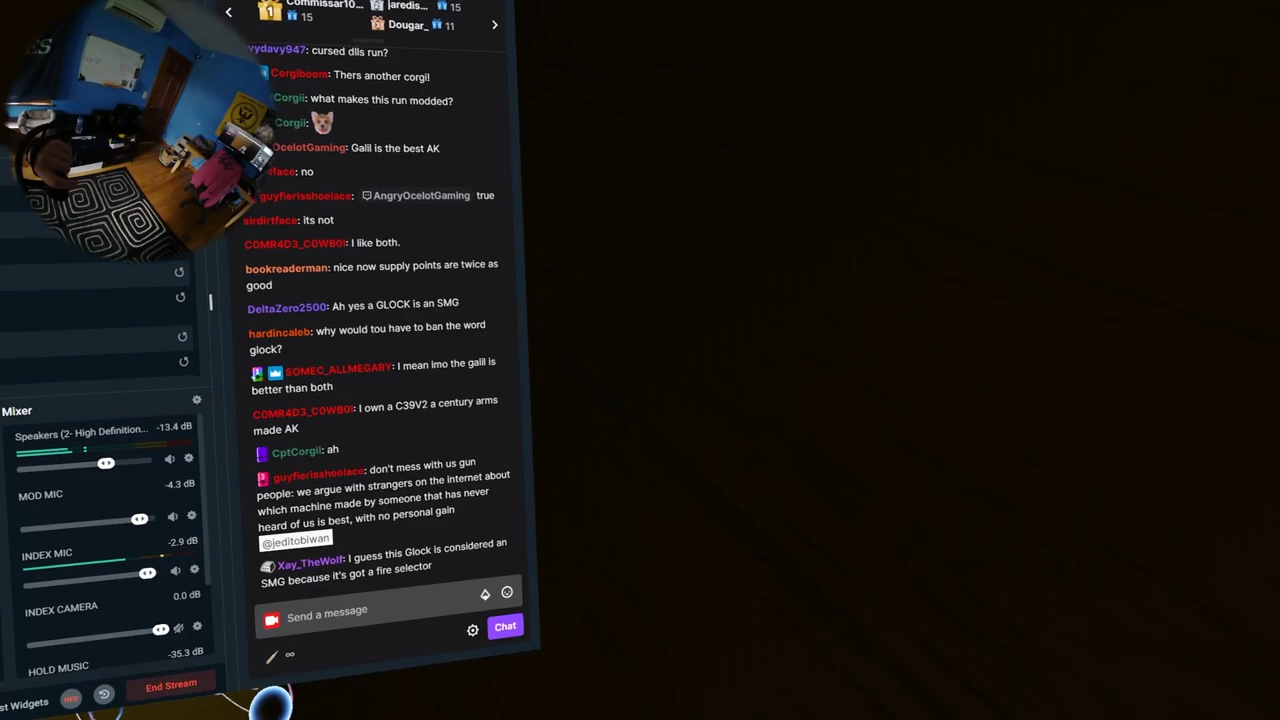 Commissar10...
15
jaredis...
15
Dougar_
11
vydavy947: cursed dlls run?
Corgiboom: Thers another corgi!
Corgii: what makes this run modded?
Corgii:
OcelotGaming: Galil is the best AK
face: no
guyfierisshoelace: AngryOcelotGaming true
sirdirtface: its not
C0MR4D3_C0WB0I: I like both.
bookreaderman: nice now supply points are twice as
good
DeltaZero2500: Ah yes a GLOCK is an SMG
hardincaleb: why would tou have to ban the word
glock?
SOMEC_ALLMEGARY: I mean imo the galil is
better than both
C0MR4D3_C0WB0I: I own a C39V2 a century arms
made AK
CptCorgii: ah
guyfierisshoelace: don't mess with us gun
people: we argue with strangers on the internet about
which machine made by someone that has never
heard of us is best, with no personal gain
@jeditobiwan
Xay_TheWolf: I guess this Glock is considered an
SMG because it's got a fire selector
Send a message
Chat
Mixer
Speakers (2- High Definition...
-13.4 dB
MOD MIC
-4.3 dB
INDEX MIC
-2.9 dB
INDEX CAMERA
0.0 dB
HOLD MUSIC
-35.3 dB
st Widgets
REC
End Stream